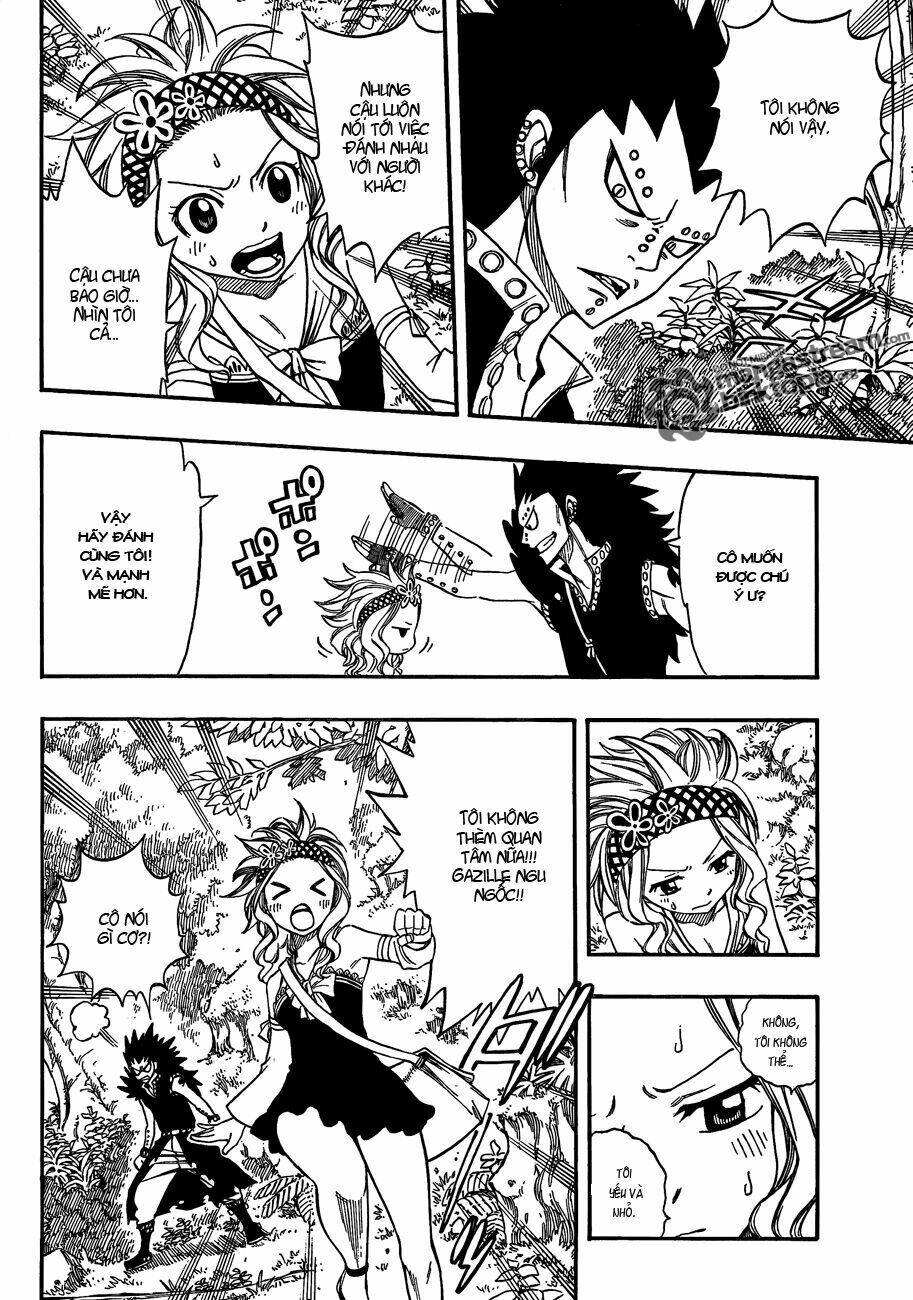 TÔI KHÔNG
NÓI VẬY.
NHƯNG
CẬU LUÔN
NÓI TỚI VIỆC
ĐÁNH NHAU
VỚI NGƯỜI
KHÁC!
CẬU CHƯA
BAO GIỜ...
NHÌN TÔI
CẢ...
mangastream.com
CÔ MUỐN
ĐƯỢC CHÚ
Ý Ư?
VẬY
HÃY ĐÁNH
CÙNG TÔI!
VÀ MẠNH
MẼ HƠN.
KHÔNG,
TÔI KHÔNG
THỂ...
TÔI
YẾU VÀ
NHỎ.
TÔI KHÔNG
THÈM QUAN
TÂM NỮA!!!
GAZILLE NGU
NGỐC!!
CÔ NÓI
GÌ CƠ?!